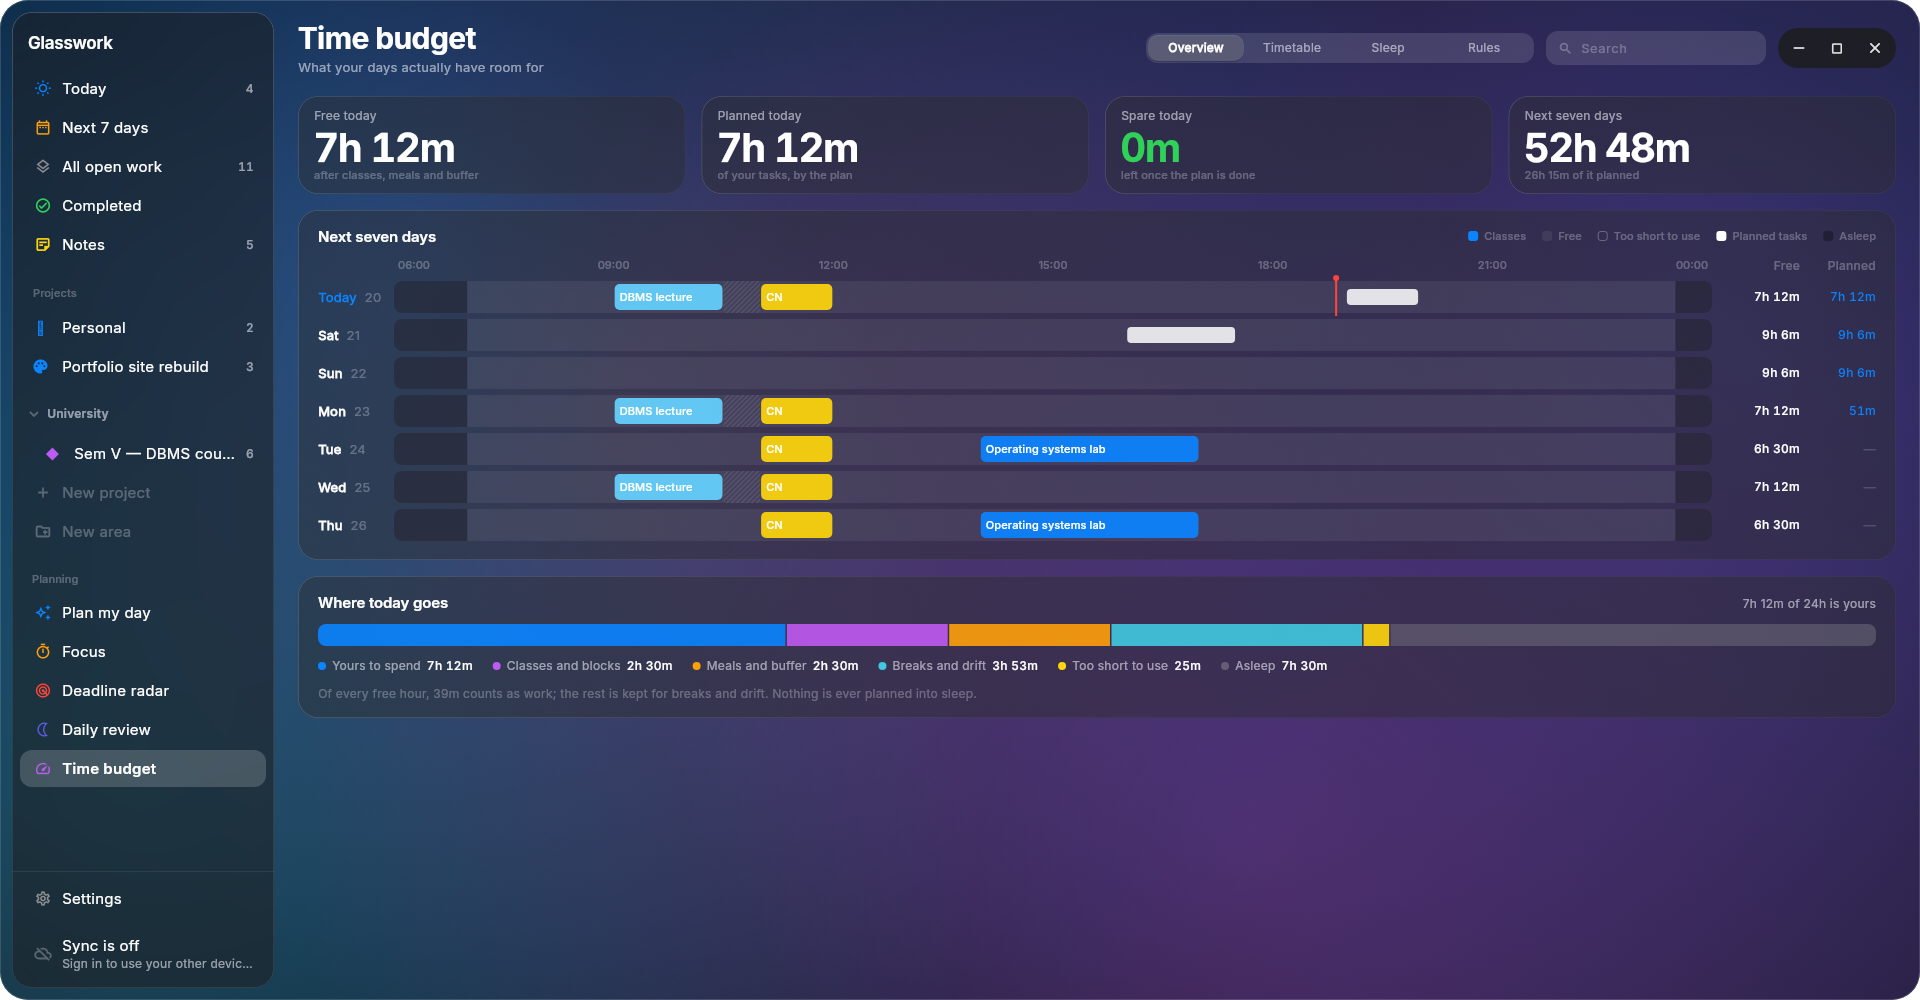 Glasswork
Today 4
Next 7 days
All open work 11
Completed
Notes 5
Projects
Personal 2
Portfolio site rebuild 3
University
Sem V — DBMS cou... 6
New project
New area
Planning
Plan my day
Focus
Deadline radar
Daily review
Time budget
Settings
Sync is off
Sign in to use your other devic...
Time budget
What your days actually have room for
Overview Timetable Sleep Rules
Search
Free today
7h 12m
after classes, meals and buffer
Planned today
7h 12m
of your tasks, by the plan
Spare today
0m
left once the plan is done
Next seven days
52h 48m
26h 15m of it planned
Next seven days
Classes Free Too short to use Planned tasks Asleep
06:00 09:00 12:00 15:00 18:00 21:00 00:00 Free Planned
Today 20 DBMS lecture CN 7h 12m 7h 12m
Sat 21 9h 6m 9h 6m
Sun 22 9h 6m 9h 6m
Mon 23 DBMS lecture CN 7h 12m 51m
Tue 24 CN Operating systems lab 6h 30m —
Wed 25 DBMS lecture CN 7h 12m —
Thu 26 CN Operating systems lab 6h 30m —
Where today goes
7h 12m of 24h is yours
Yours to spend 7h 12m Classes and blocks 2h 30m Meals and buffer 2h 30m Breaks and drift 3h 53m Too short to use 25m Asleep 7h 30m
Of every free hour, 39m counts as work; the rest is kept for breaks and drift. Nothing is ever planned into sleep.